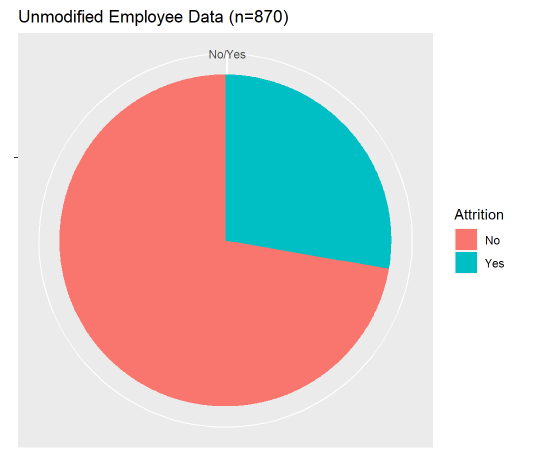 Unmodified Employee Data (n=870)
No/Yes
Attrition
No
Yes